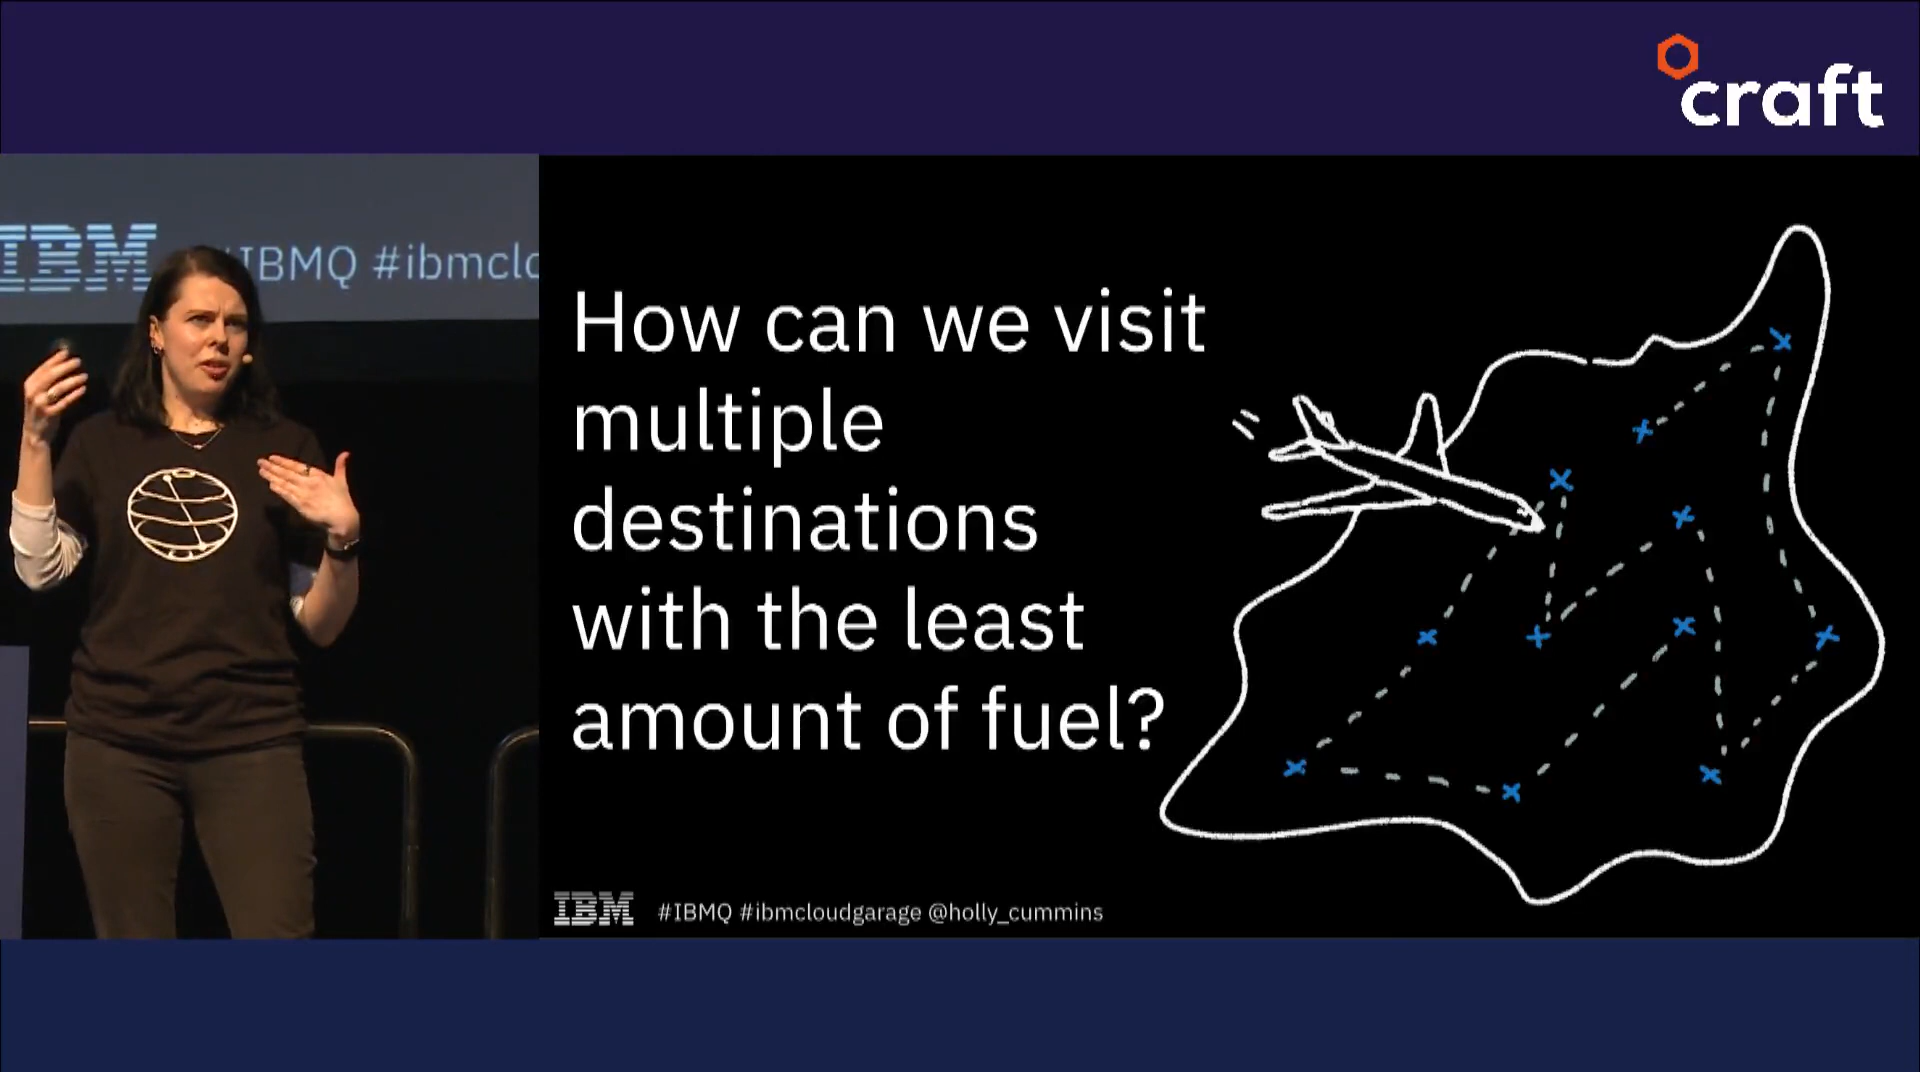 craft
IBM #IBMQ #ibmclo
How can we visit
multiple
destinations
with the least
amount of fuel?
IBM #IBMQ #ibmcloudgarage @holly_cummins